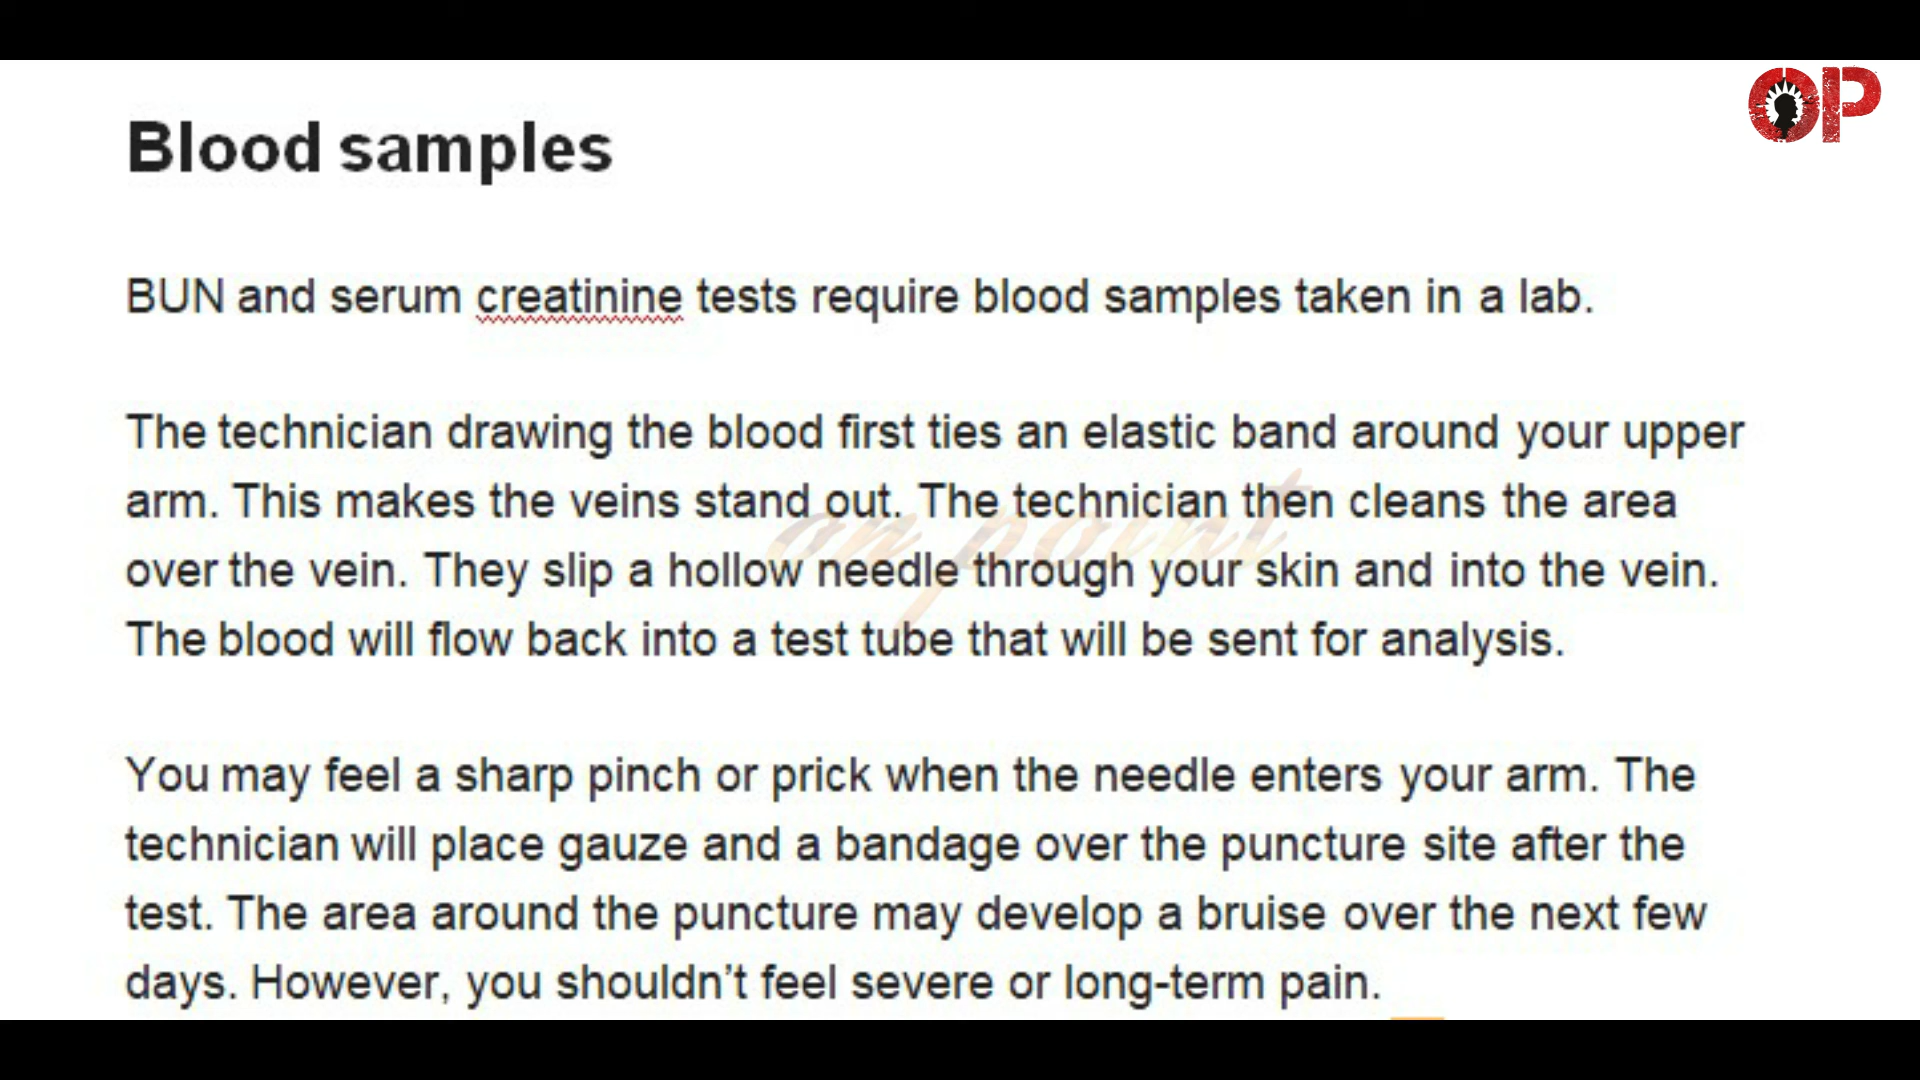 OP
Blood samples
BUN and serum creatinine tests require blood samples taken in a lab.
The technician drawing the blood first ties an elastic band around your upper
arm. This makes the veins stand out. The technician then cleans the area
over the vein. They slip a hollow needle through your skin and into the vein.
The blood will flow back into a test tube that will be sent for analysis.
on point
You may feel a sharp pinch or prick when the needle enters your arm. The
technician will place gauze and a bandage over the puncture site after the
test. The area around the puncture may develop a bruise over the next few
days. However, you shouldn’t feel severe or long-term pain.